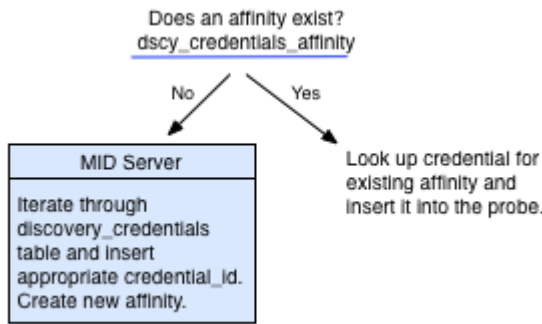 Does an affinity exist?
dscy_credentials_affinity
No
Yes
MID Server
Iterate through
discovery_credentials
table and insert
appropriate credential_id.
Create new affinity.
Look up credential for
existing affinity and
insert it into the probe.